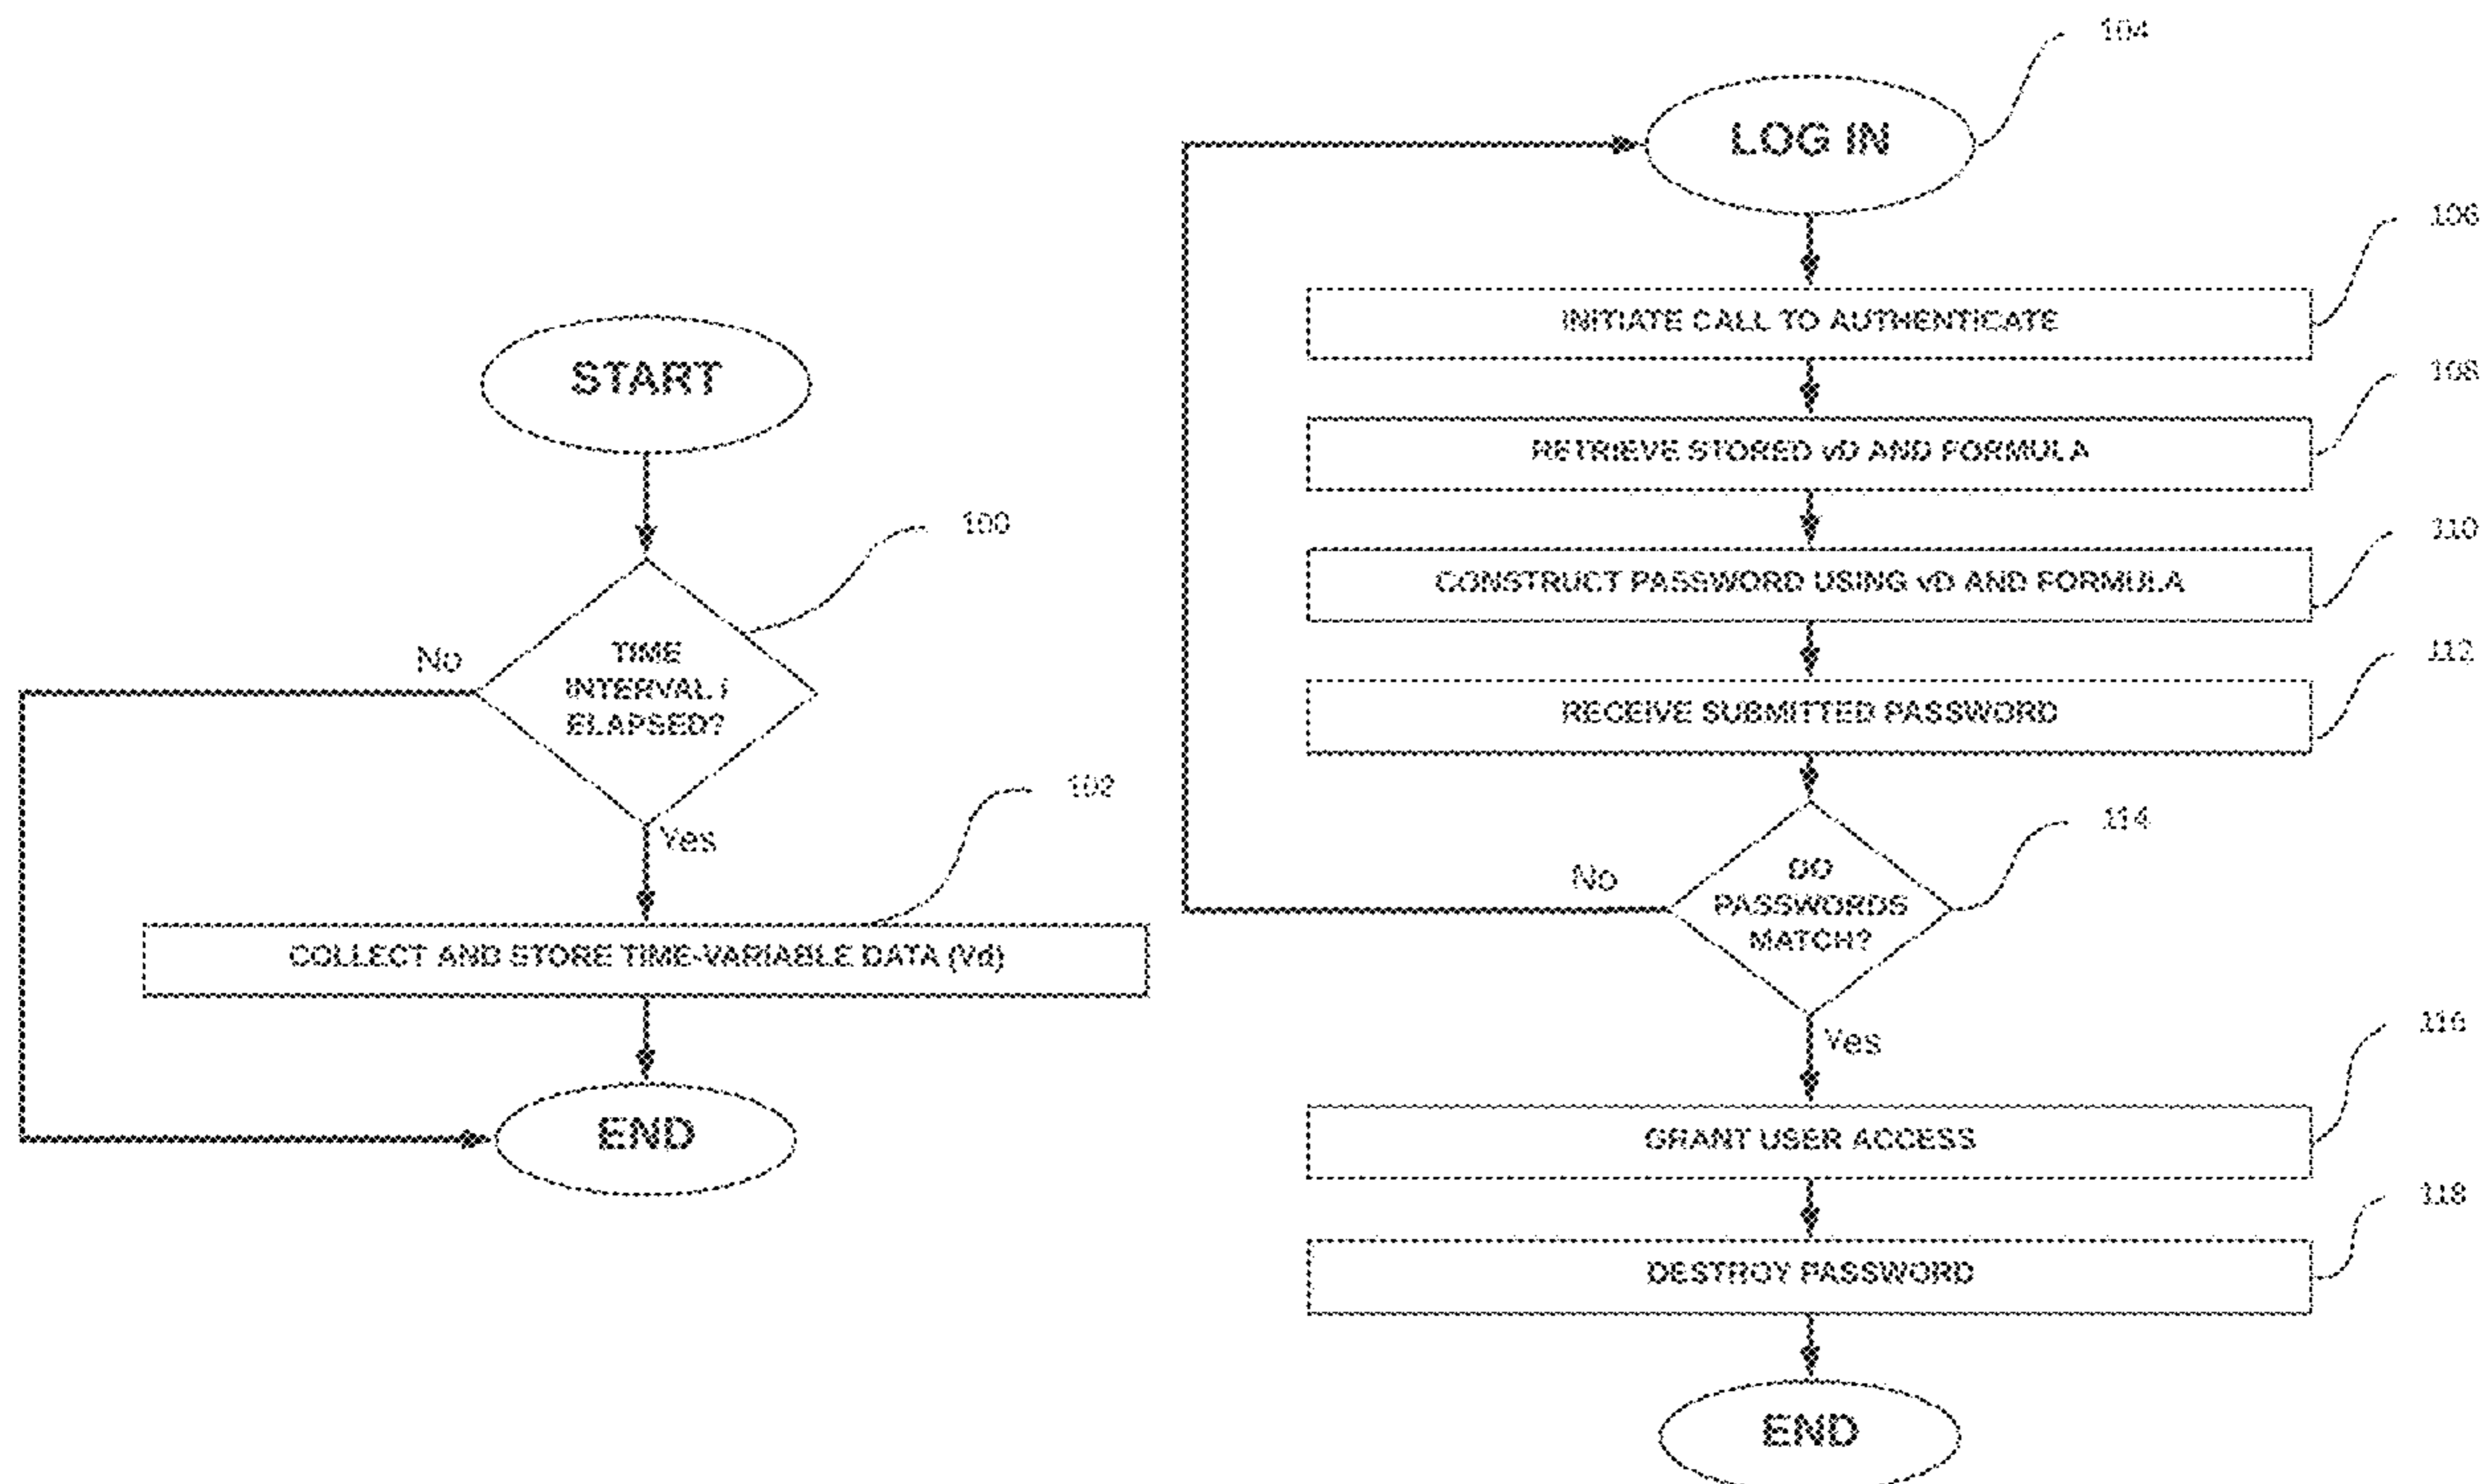 START
100
TIME
INTERVAL i
ELAPSED?
No
Yes
102
COLLECT AND STORE TIME-VARIABLE DATA (Vd)
END
104
LOG IN
106
INITIATE CALL TO AUTHENTICATE
108
RETRIEVE STORED vD AND FORMULA
110
CONSTRUCT PASSWORD USING vD AND FORMULA
112
RECEIVE SUBMITTED PASSWORD
114
DO
PASSWORDS
MATCH?
No
Yes
116
GRANT USER ACCESS
118
DESTROY PASSWORD
END